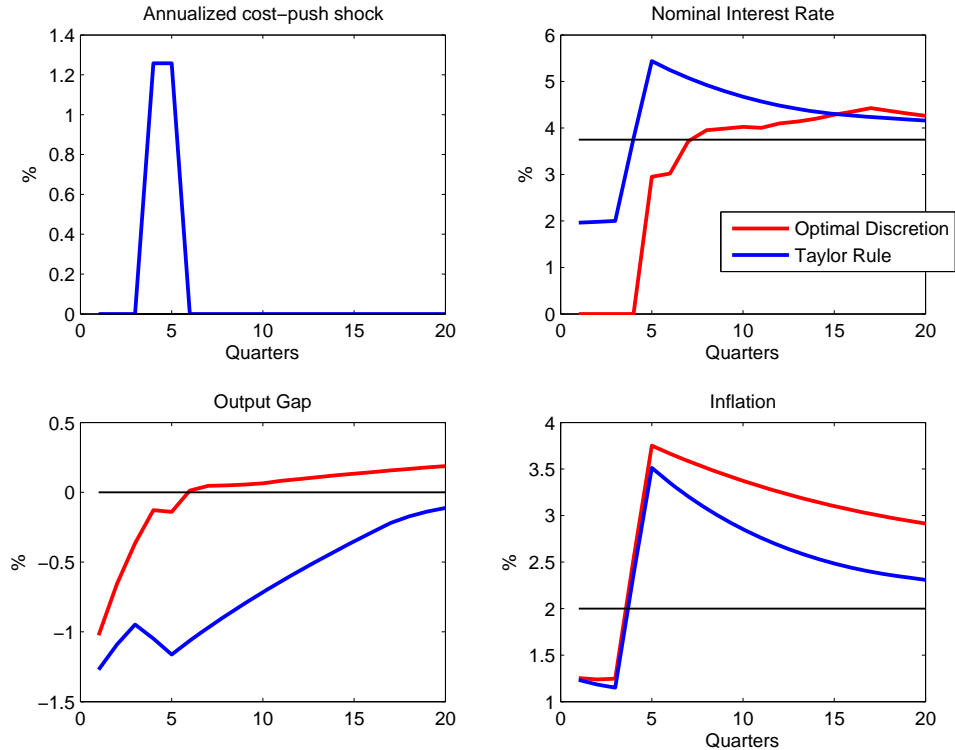 Annualized cost−push shock
1.4
1.2
1
0.8
0.6
0.4
0.2
0
%
0 5 10 15 20
Quarters
Nominal Interest Rate
6
5
4
3
2
1
0
%
0 5 10 15 20
Quarters
Optimal Discretion
Taylor Rule
Output Gap
0.5
0
−0.5
−1
−1.5
%
0 5 10 15 20
Inflation
4
3.5
3
2.5
2
1.5
1
%
0 5 10 15 20
Quarters